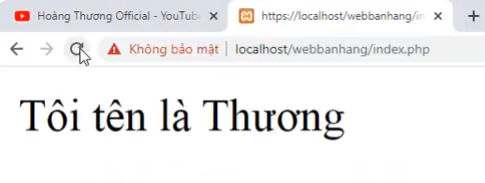 Hoàng Thương Official - YouTube
https://localhost/webbanhang/in
Không bảo mật
localhost/webbanhang/index.php
Tôi tên là Thương